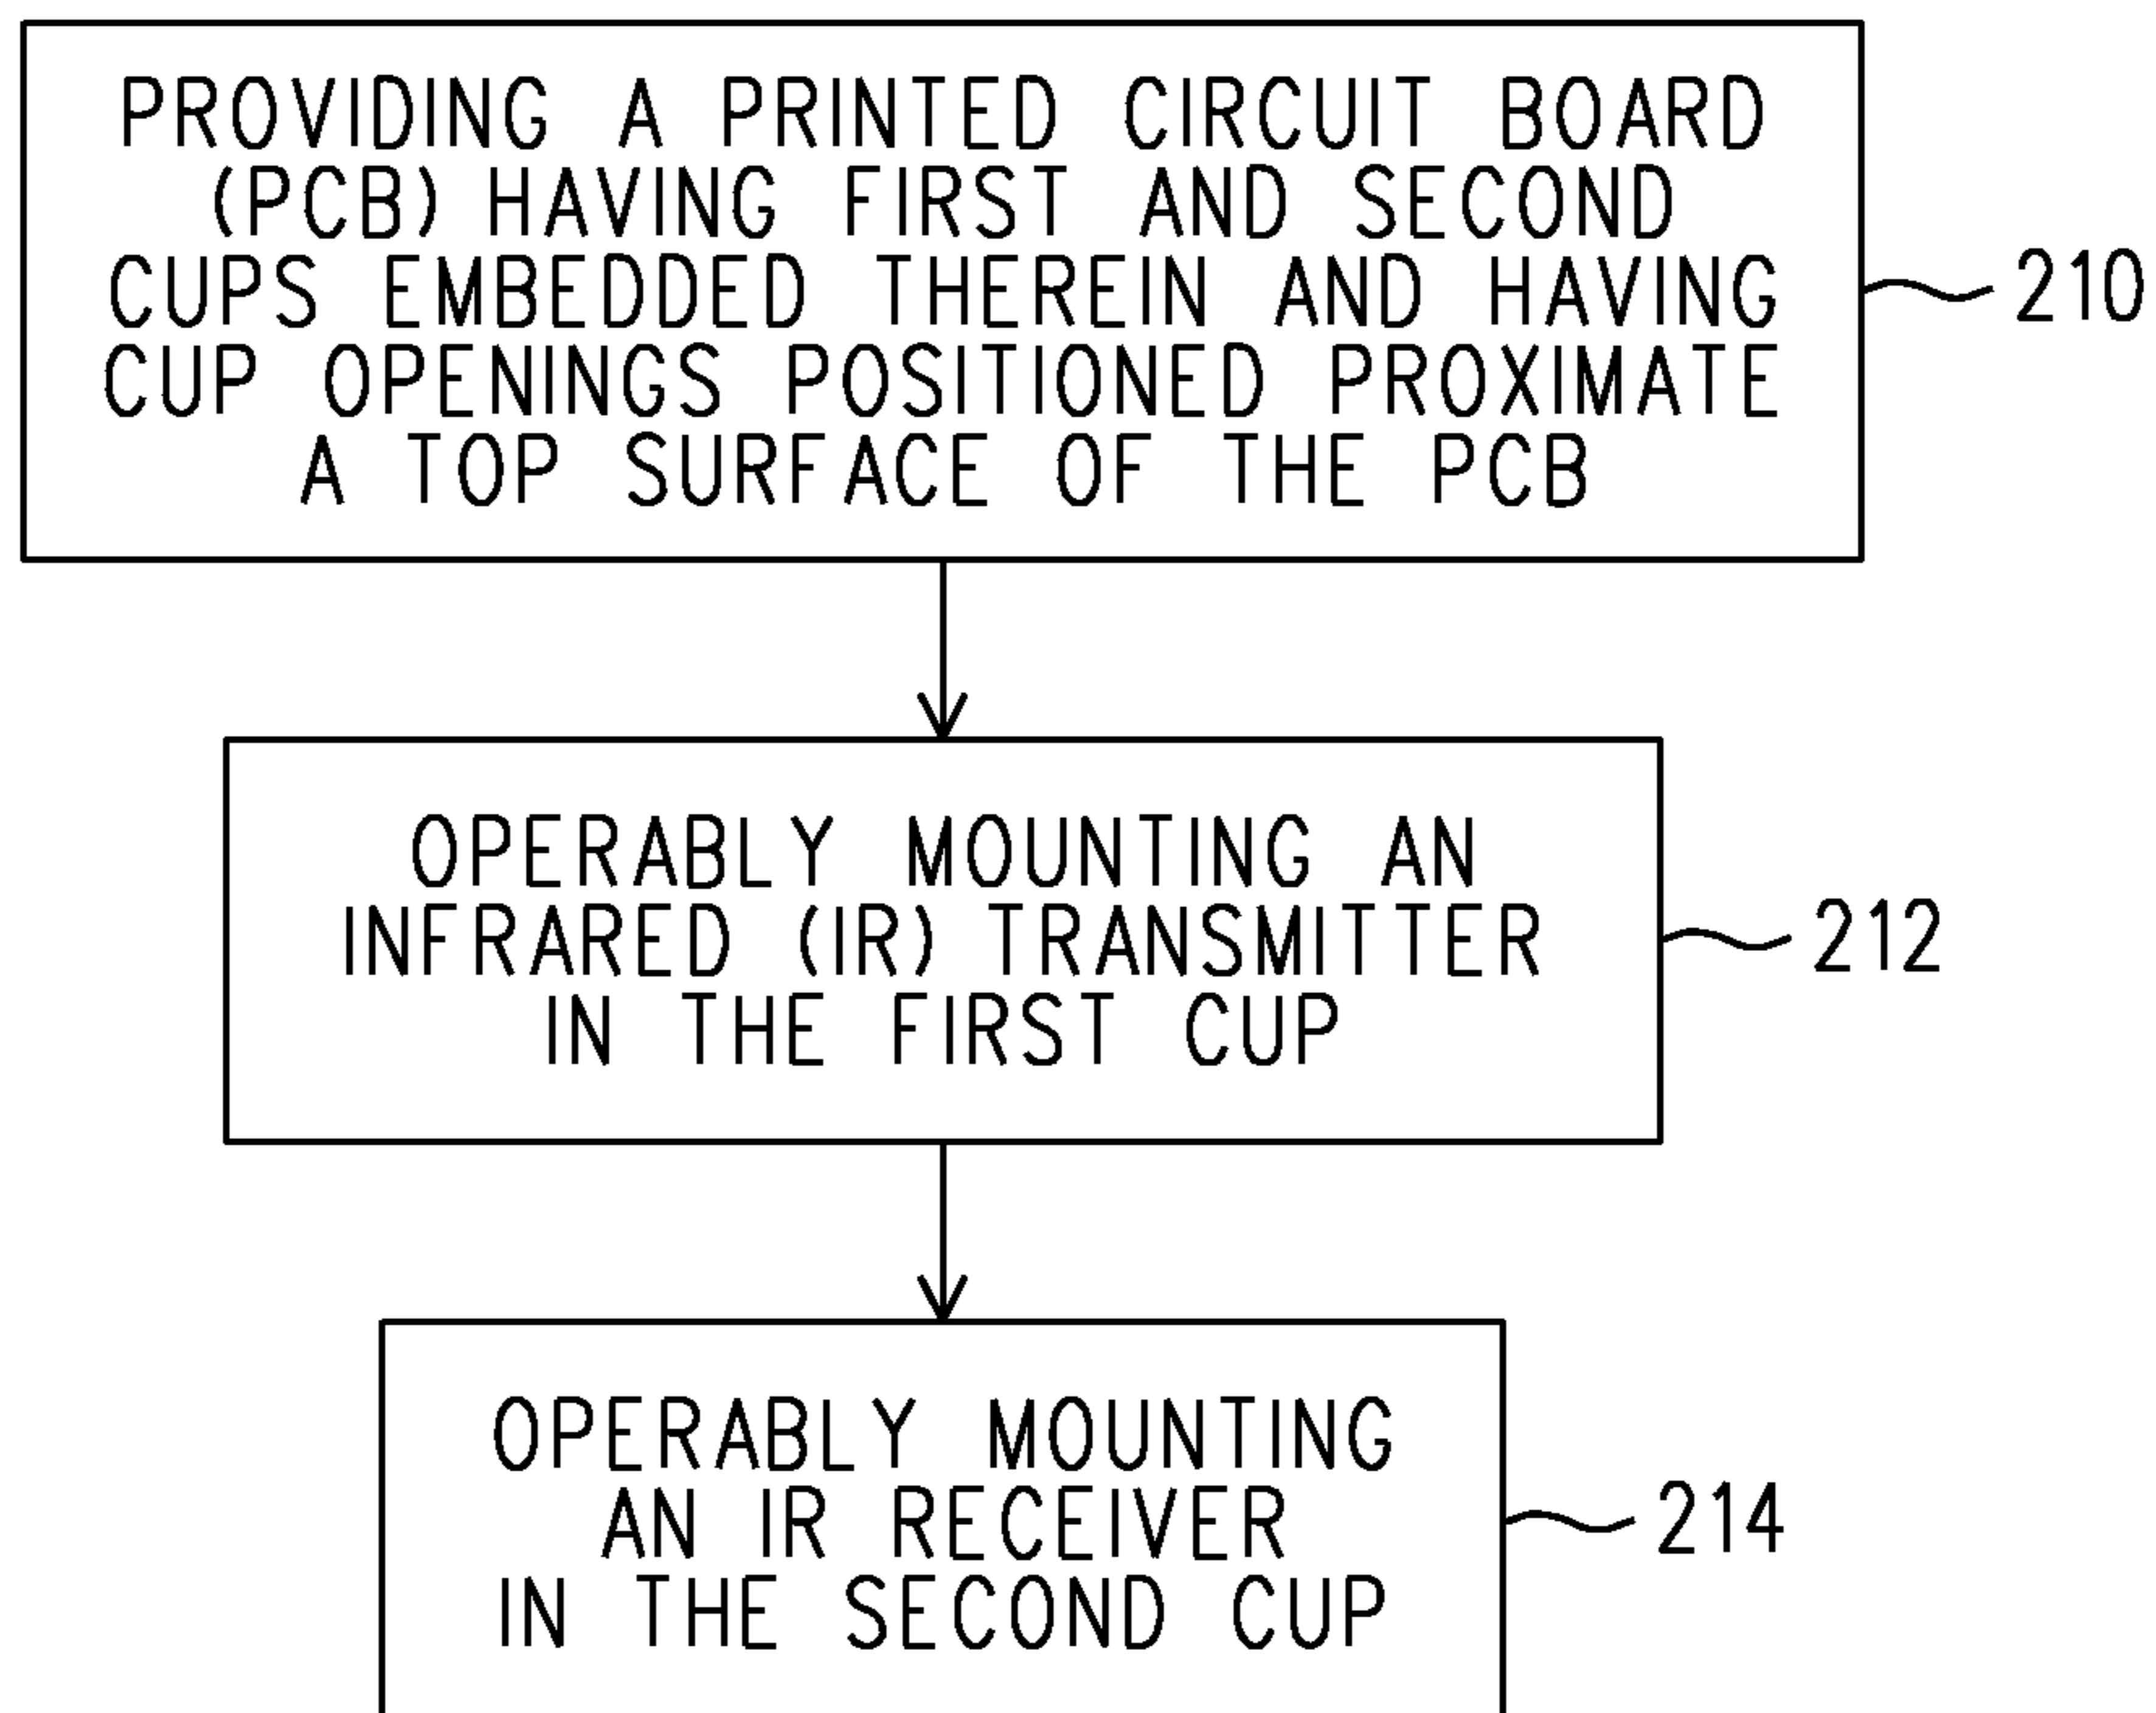 PROVIDING A PRINTED CIRCUIT BOARD
(PCB) HAVING FIRST AND SECOND
CUPS EMBEDDED THEREIN AND HAVING
CUP OPENINGS POSITIONED PROXIMATE
A TOP SURFACE OF THE PCB
210
OPERABLY MOUNTING AN
INFRARED (IR) TRANSMITTER
IN THE FIRST CUP
212
OPERABLY MOUNTING
AN IR RECEIVER
IN THE SECOND CUP
214